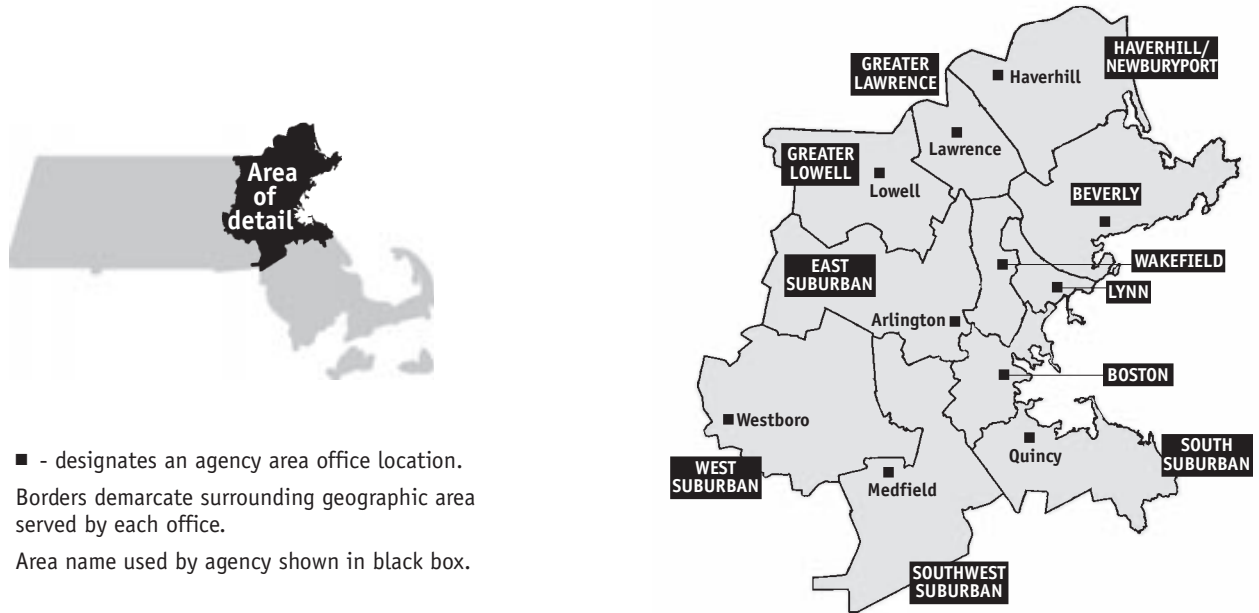 Area
of
detail
■ - designates an agency area office location.
Borders demarcate surrounding geographic area
served by each office.
Area name used by agency shown in black box.
HAVERHILL/
NEWBURYPORT
GREATER
LAWRENCE
Haverhill
Lawrence
GREATER
LOWELL
Lowell
BEVERLY
WAKEFIELD
EAST
SUBURBAN
LYNN
Arlington
BOSTON
Westboro
Quincy
SOUTH
SUBURBAN
WEST
SUBURBAN
Medfield
SOUTHWEST
SUBURBAN